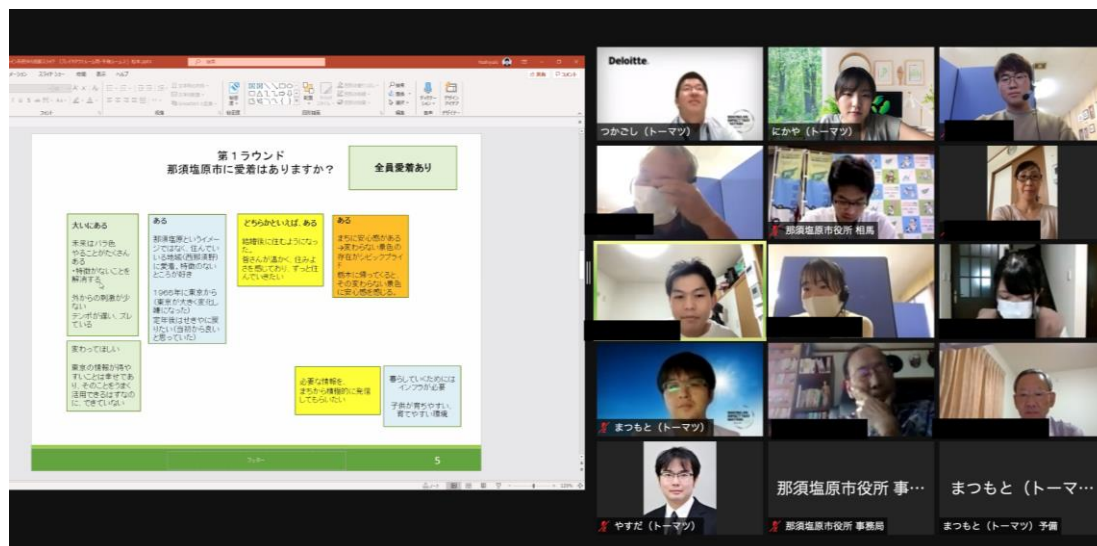 第1ラウンド
那須塩原市に愛着はありますか？
全員愛着あり
大いにある
未来はバラ色
やることがたくさん
ある
→特徴がないことを
解消する
外からの刺激が少
ない
テンポが遅い、ズレ
ている
変わってほしい
東京の情報が得や
すいことは幸せであ
り、そのことをうまく
活用できるはずなの
に、できていない
ある
那須塩原というイメー
ジではなく、住んでい
いる地域（西那須野）
に愛着、特徴のない
ところが好き
1965年に東京から
（東京が大きく変化し
嫌になった）
定年後はせきやに戻
りたい（当初から良い
と思っていた）
どちらかといえば、ある
結婚後に住むようになっ
た。
皆さんが温かく、住みよ
さを感じており、ずっと住
んでいきたい
ある
まちに安心感がある
→変わらない景色の
存在がシビックプライ
ド
栃木に帰ってくると、
その変わらない景色
に安心感を感じる。
必要な情報を、
まちから積極的に発信
してもらいたい
暮らしていくためには
インフラが必要
子供が育ちやすい、
育てやすい環境
フッター
5
Deloitte.
つかごし（トーマツ）
にかや（トーマツ）
那須塩原市役所 相馬
まつもと（トーマツ）
やすだ（トーマツ）
那須塩原市役所 事…
那須塩原市役所 事務局
まつもと（トーマ…
まつもと（トーマツ）予備